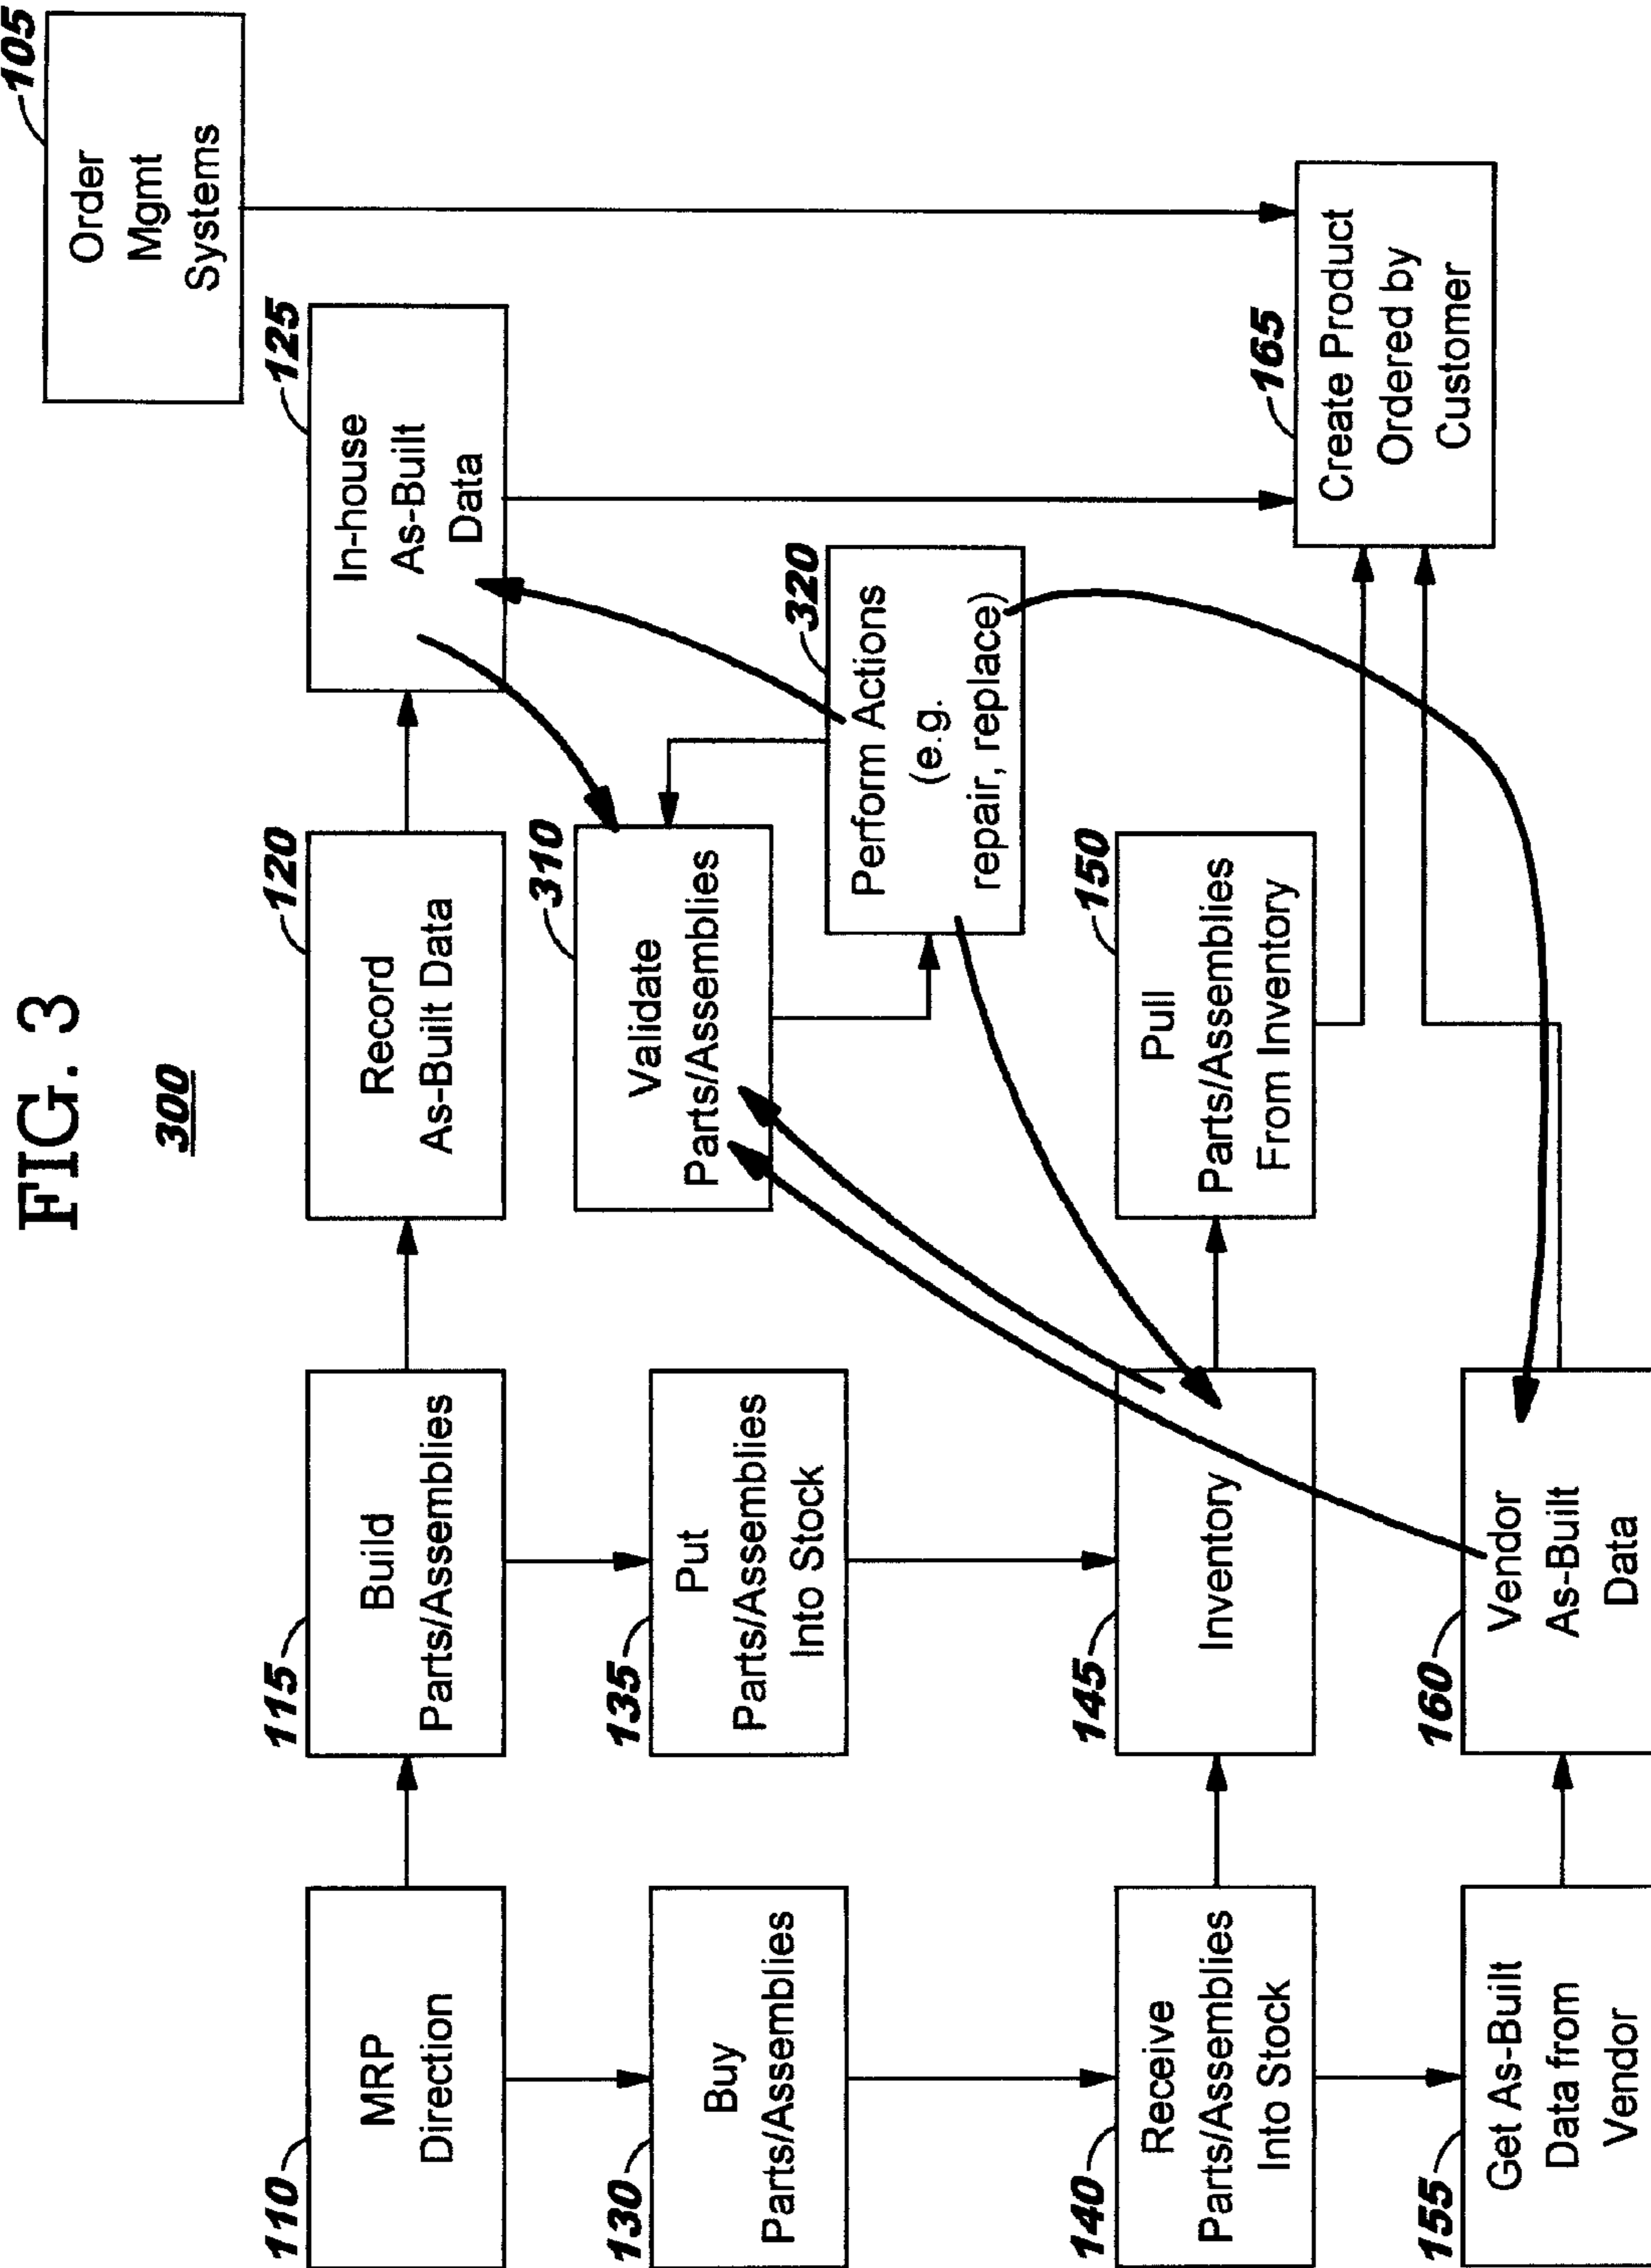 FIG. 3
300
105
Order
Mgmt
Systems
110
MRP
Direction
115
Build
Parts/Assemblies
120
Record
As-Built Data
125
In-house
As-Built
Data
310
Validate
Parts/Assemblies
130
Buy
Parts/Assemblies
135
Put
Parts/Assemblies
Into Stock
320
Perform Actions
(e.g.
repair, replace)
140
Receive
Parts/Assemblies
Into Stock
145
Inventory
150
Pull
Parts/Assemblies
From Inventory
165
Create Product
Ordered by
Customer
155
Get As-Built
Data from
Vendor
160
Vendor
As-Built
Data